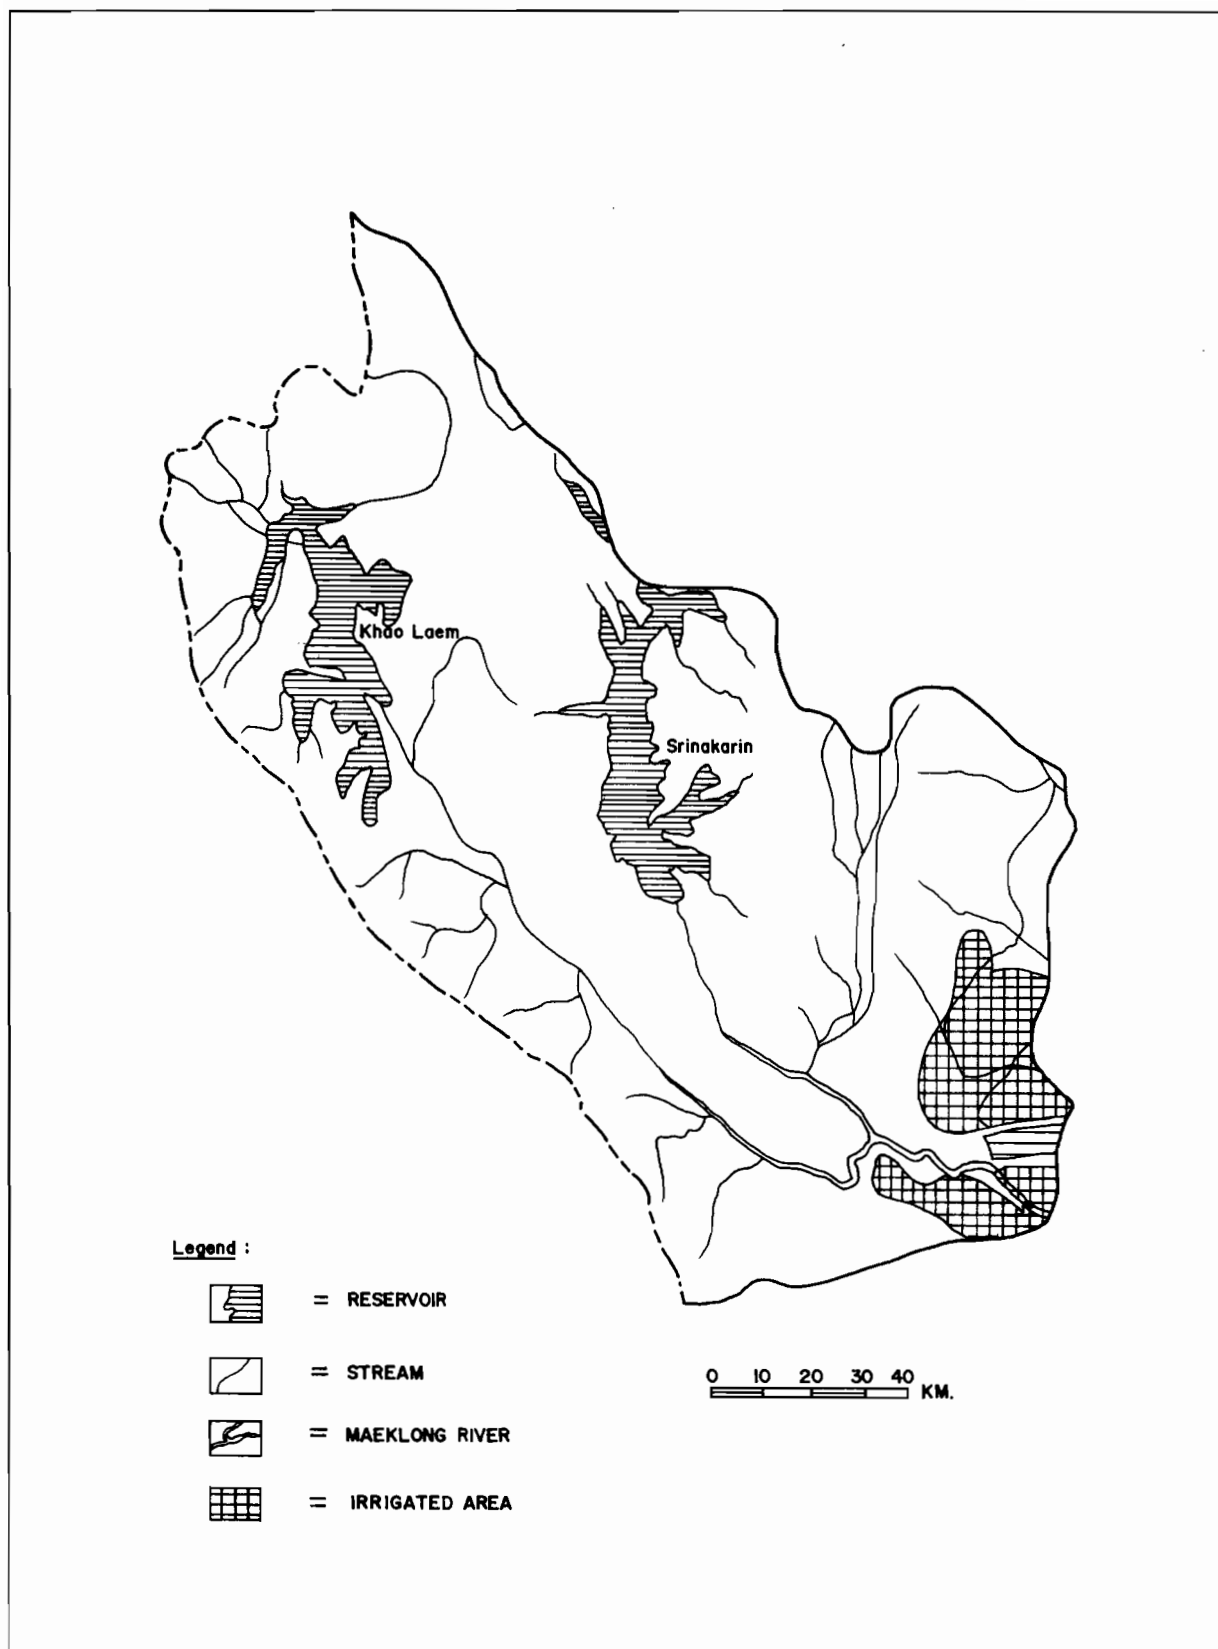 Khao Laem
Srinakarin
Legend :
= RESERVOIR
= STREAM
= MAEKLONG RIVER
= IRRIGATED AREA
0 10 20 30 40
KM.